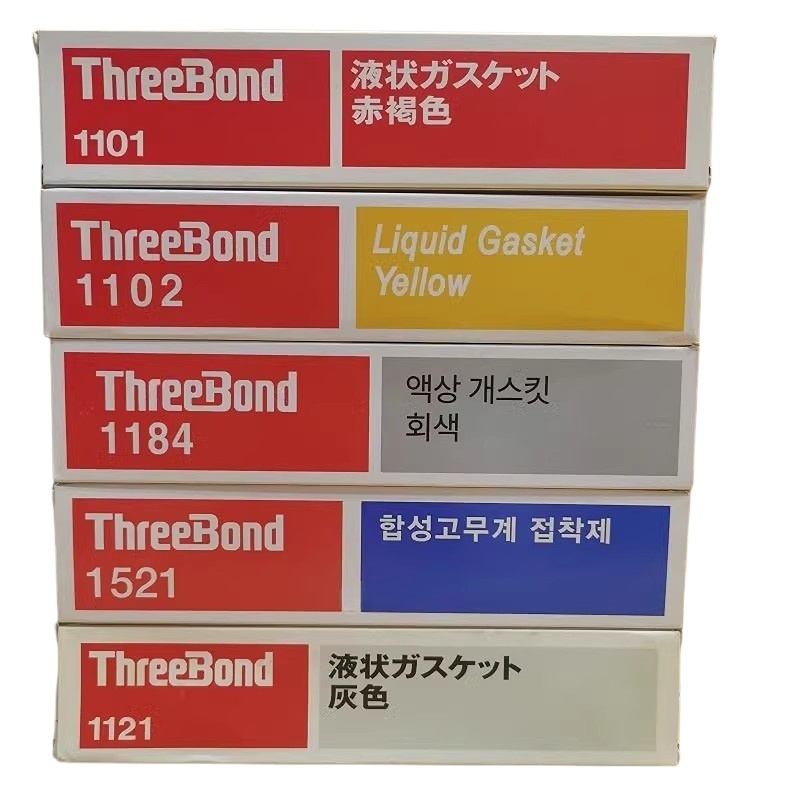 ThreeBond
1101
液状ガスケット
赤褐色
ThreeBond
1102
Liquid Gasket
Yellow
ThreeBond
1184
액상 개스킷
회색
ThreeBond
1521
합성고무계 접착제
ThreeBond
1121
液状ガスケット
灰色